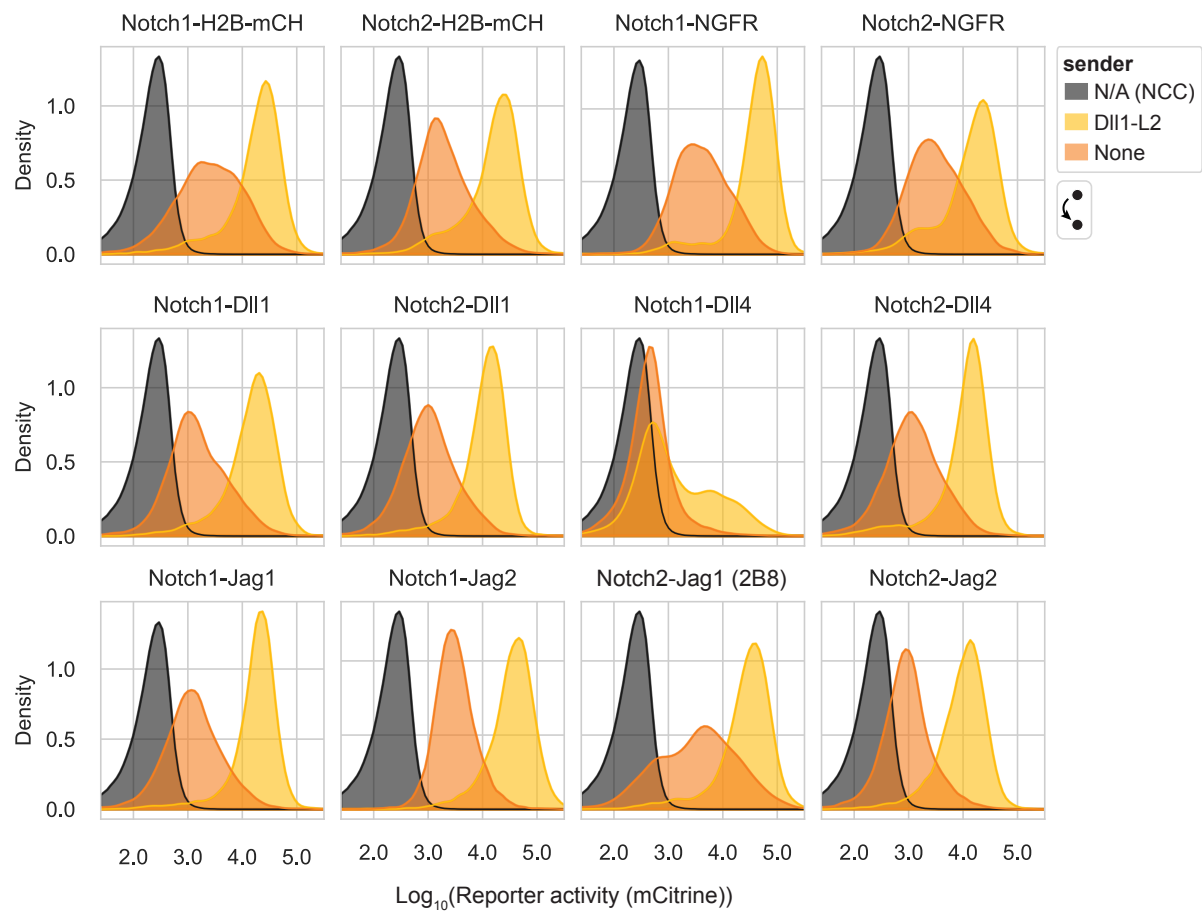 Notch1-H2B-mCH Notch2-H2B-mCH Notch1-NGFR Notch2-NGFR
sender
N/A (NCC)
Dll1-L2
None
Density
1.0
0.5
0.0
Notch1-Dll1 Notch2-Dll1 Notch1-Dll4 Notch2-Dll4
Density
1.0
0.5
0.0
Notch1-Jag1 Notch1-Jag2 Notch2-Jag1 (2B8) Notch2-Jag2
Density
1.0
0.5
0.0
2.0 3.0 4.0 5.0 2.0 3.0 4.0 5.0 2.0 3.0 4.0 5.0 2.0 3.0 4.0 5.0
Log10(Reporter activity (mCitrine))